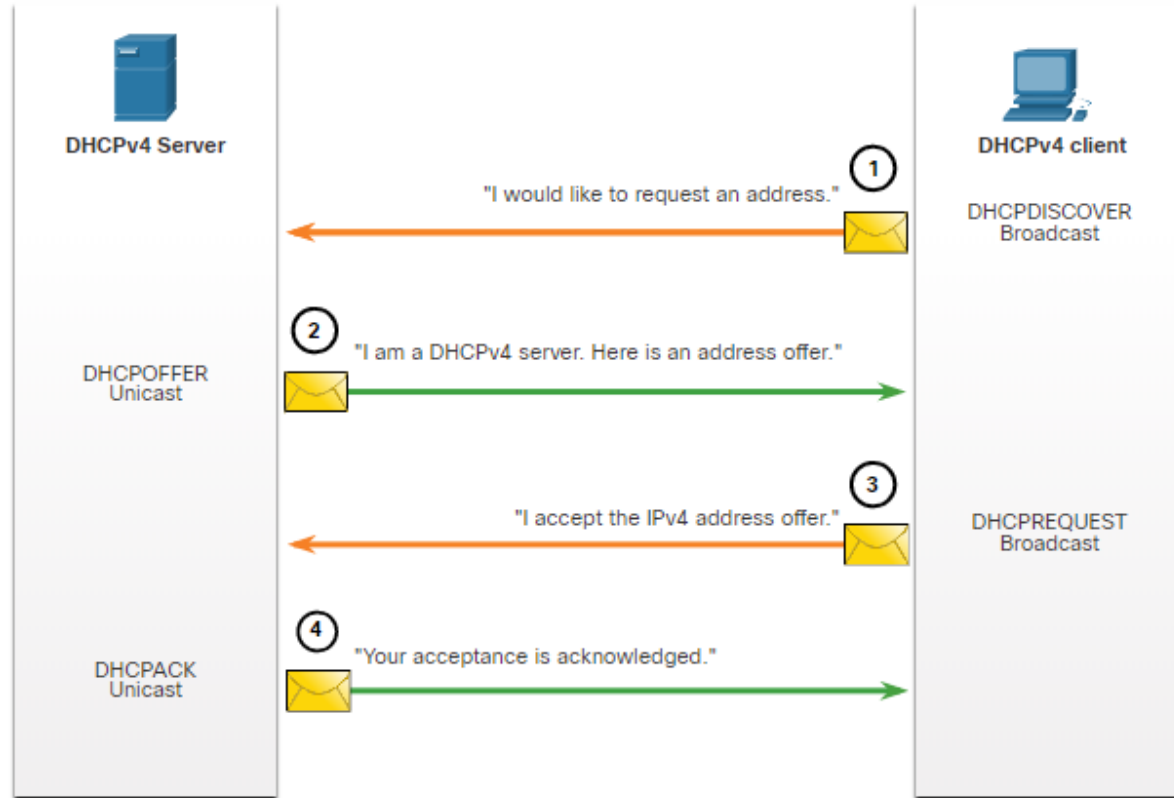 DHCPv4 Server
DHCPv4 client
1
"I would like to request an address."
DHCPDISCOVER
Broadcast
2
"I am a DHCPv4 server. Here is an address offer."
DHCPOFFER
Unicast
3
"I accept the IPv4 address offer."
DHCPREQUEST
Broadcast
4
"Your acceptance is acknowledged."
DHCPACK
Unicast